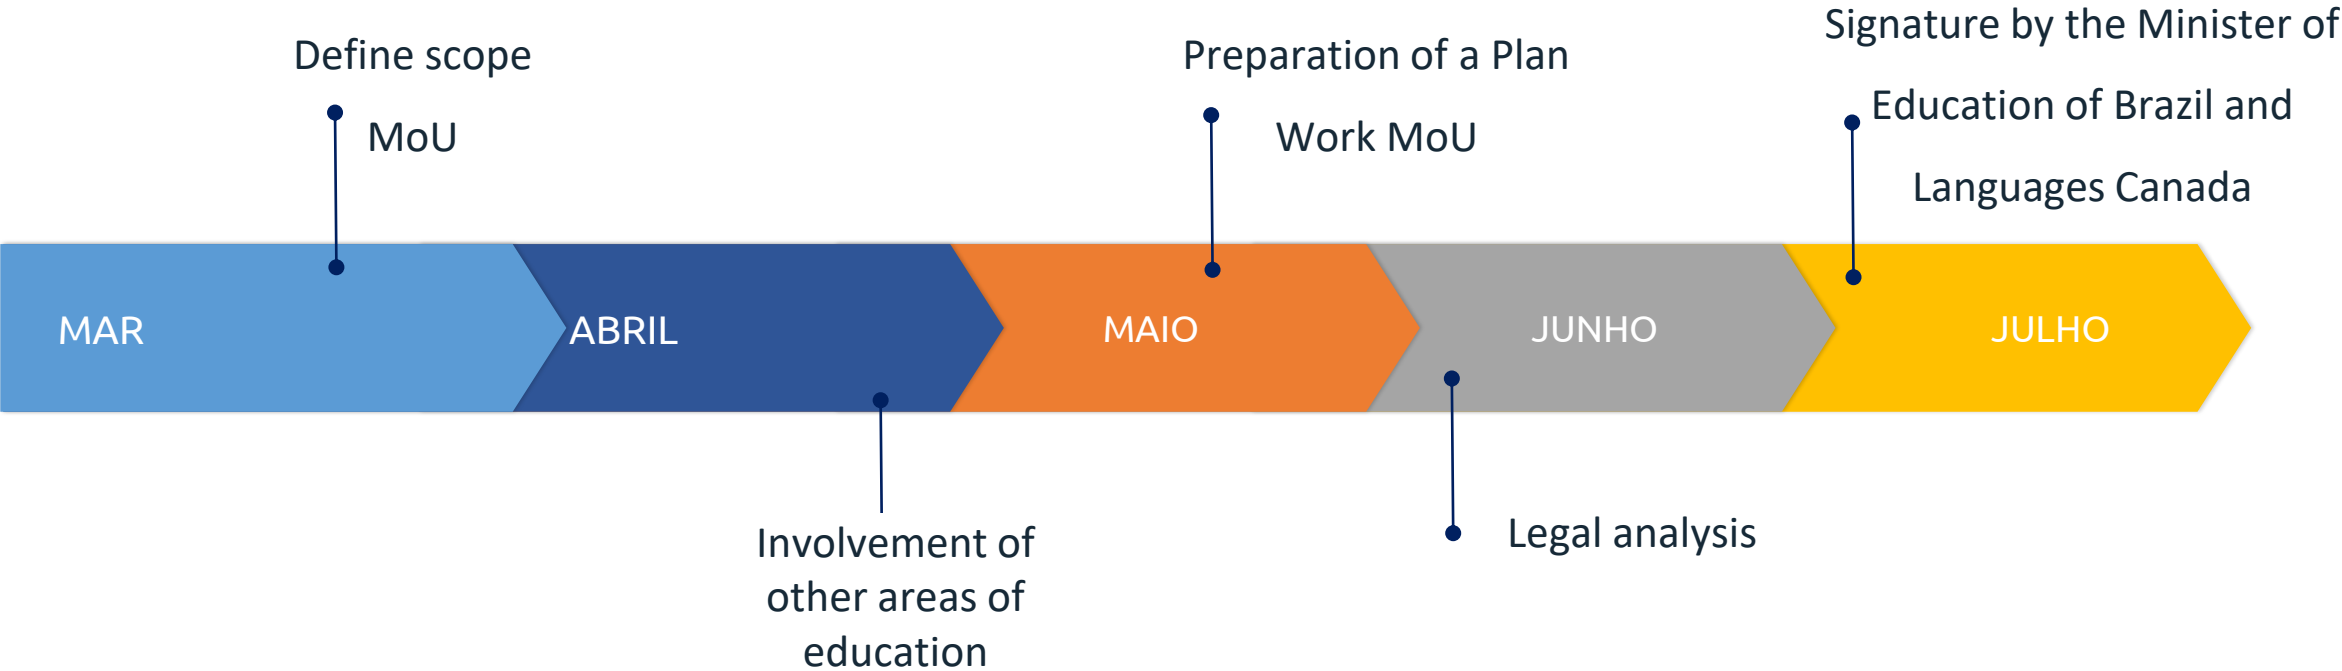 Define scope
MoU
Preparation of a Plan
Work MoU
Signature by the Minister of
Education of Brazil and
Languages Canada
MAR
ABRIL
MAIO
JUNHO
JULHO
Involvement of
other areas of
education
Legal analysis